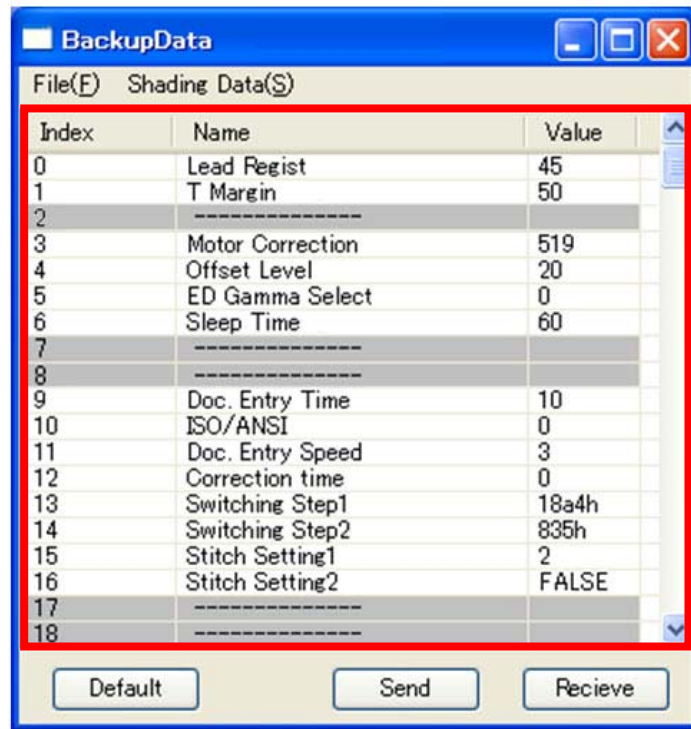 BackupData
File(F) Shading Data(S)
Index Name Value
0 Lead Regist 45
1 T Margin 50
2 --------------
3 Motor Correction 519
4 Offset Level 20
5 ED Gamma Select 0
6 Sleep Time 60
7 --------------
8 --------------
9 Doc. Entry Time 10
10 ISO/ANSI 0
11 Doc. Entry Speed 3
12 Correction time 0
13 Switching Step1 18a4h
14 Switching Step2 835h
15 Stitch Setting1 2
16 Stitch Setting2 FALSE
17 --------------
18 --------------
Default Send Recieve